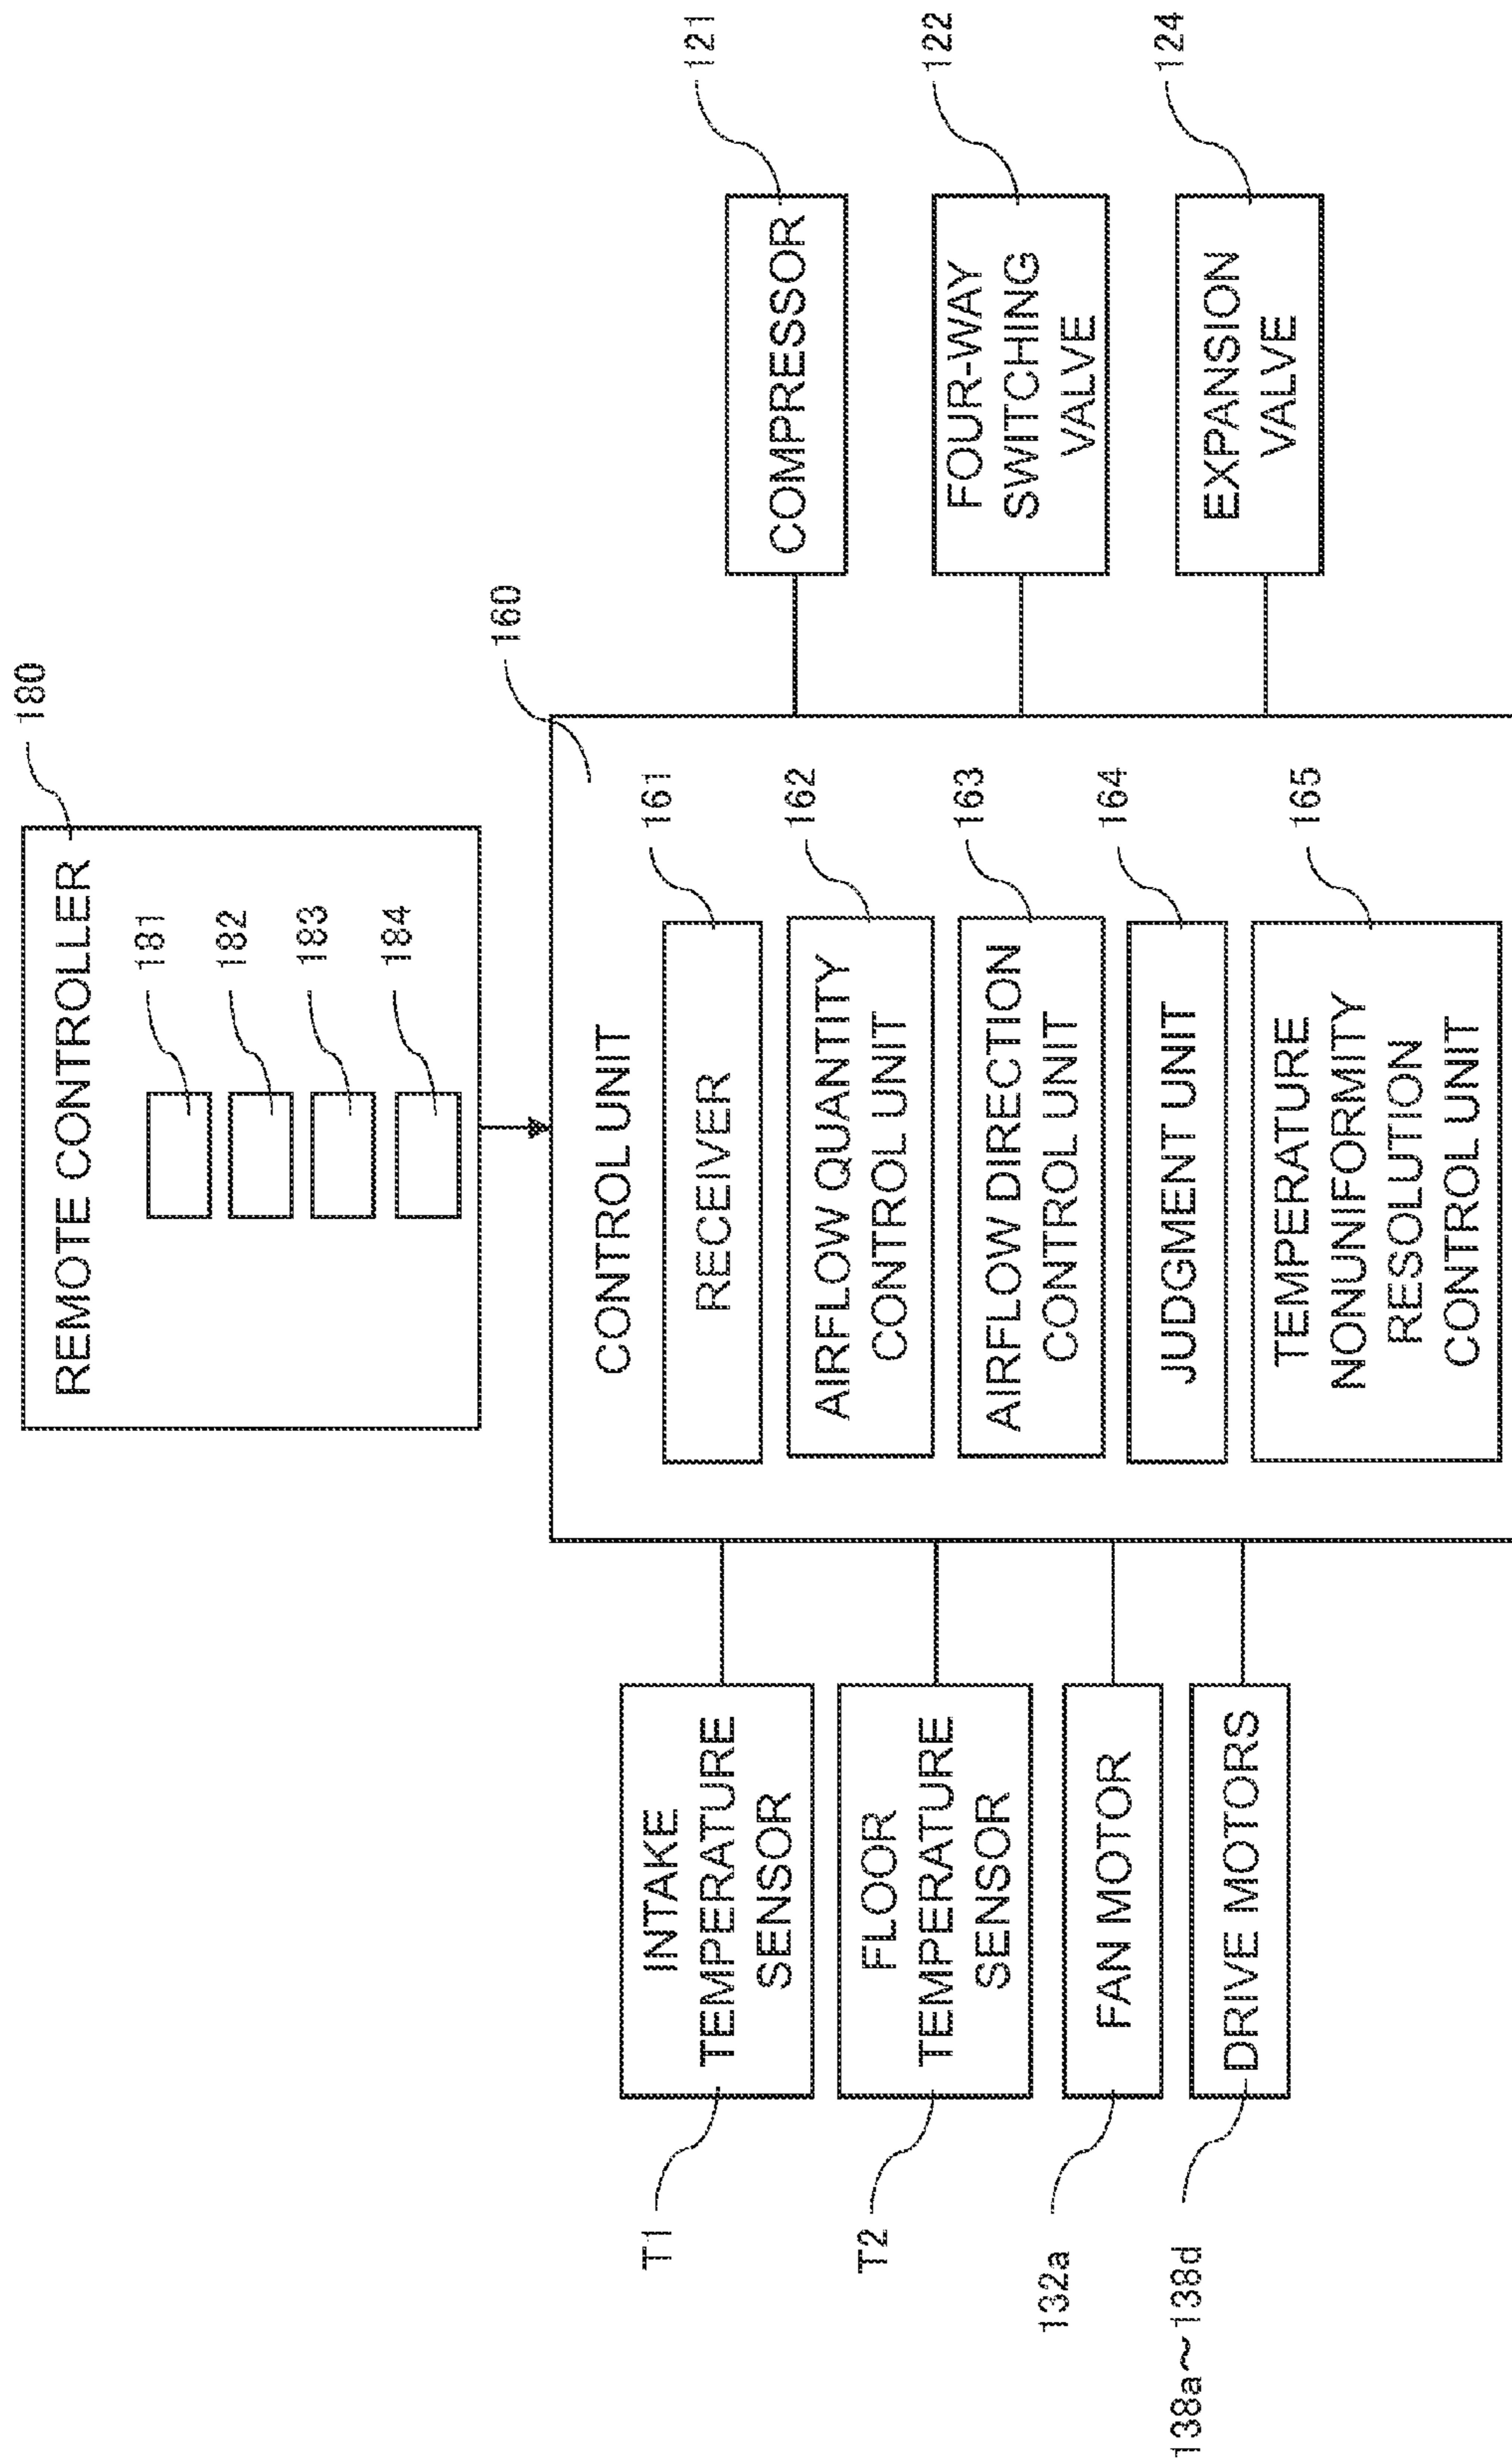 180
REMOTE CONTROLLER
181
182
183
184
160
CONTROL UNIT
161
RECEIVER
162
AIRFLOW QUANTITY
CONTROL UNIT
163
AIRFLOW DIRECTION
CONTROL UNIT
164
JUDGMENT UNIT
165
TEMPERATURE
NONUNIFORMITY
RESOLUTION
CONTROL UNIT
T1
INTAKE
TEMPERATURE
SENSOR
T2
FLOOR
TEMPERATURE
SENSOR
132a
FAN MOTOR
138a~138d
DRIVE MOTORS
121
COMPRESSOR
122
FOUR-WAY
SWITCHING
VALVE
124
EXPANSION
VALVE